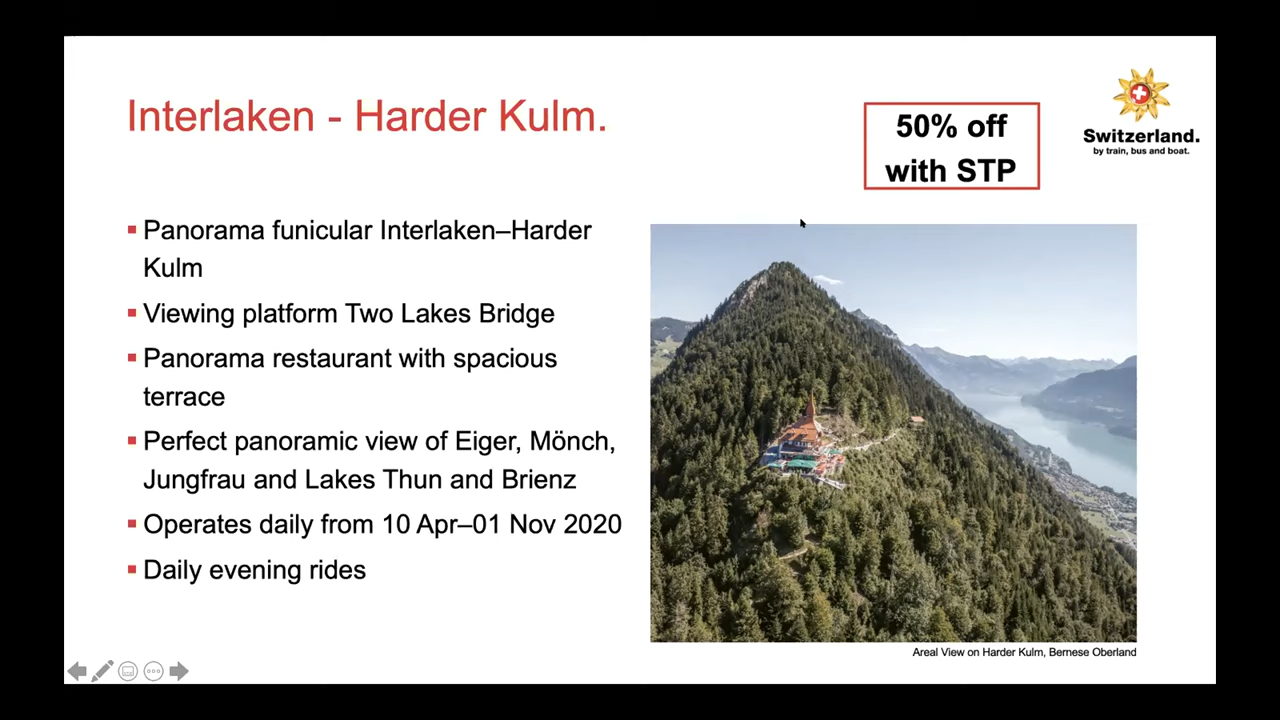 Interlaken - Harder Kulm.
50% off
with STP
Switzerland.
by train, bus and boat.
Panorama funicular Interlaken–Harder
Kulm
Viewing platform Two Lakes Bridge
Panorama restaurant with spacious
terrace
Perfect panoramic view of Eiger, Mönch,
Jungfrau and Lakes Thun and Brienz
Operates daily from 10 Apr–01 Nov 2020
Daily evening rides
Areal View on Harder Kulm, Bernese Oberland